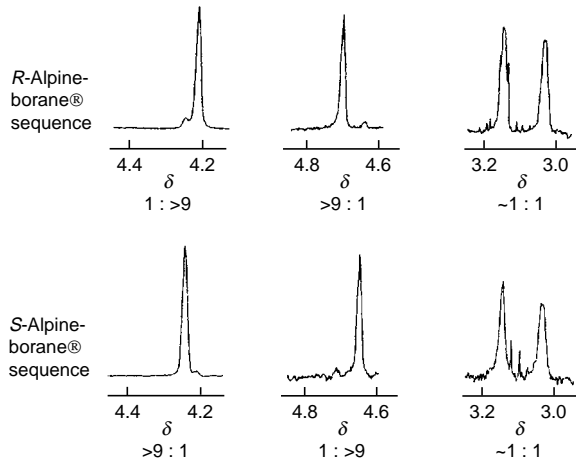 R-Alpine-
borane®
sequence
4.4 4.2
δ
1 : >9
4.8 4.6
δ
>9 : 1
3.2 3.0
δ
~1 : 1
S-Alpine-
borane®
sequence
4.4 4.2
δ
>9 : 1
4.8 4.6
δ
1 : >9
3.2 3.0
δ
~1 : 1